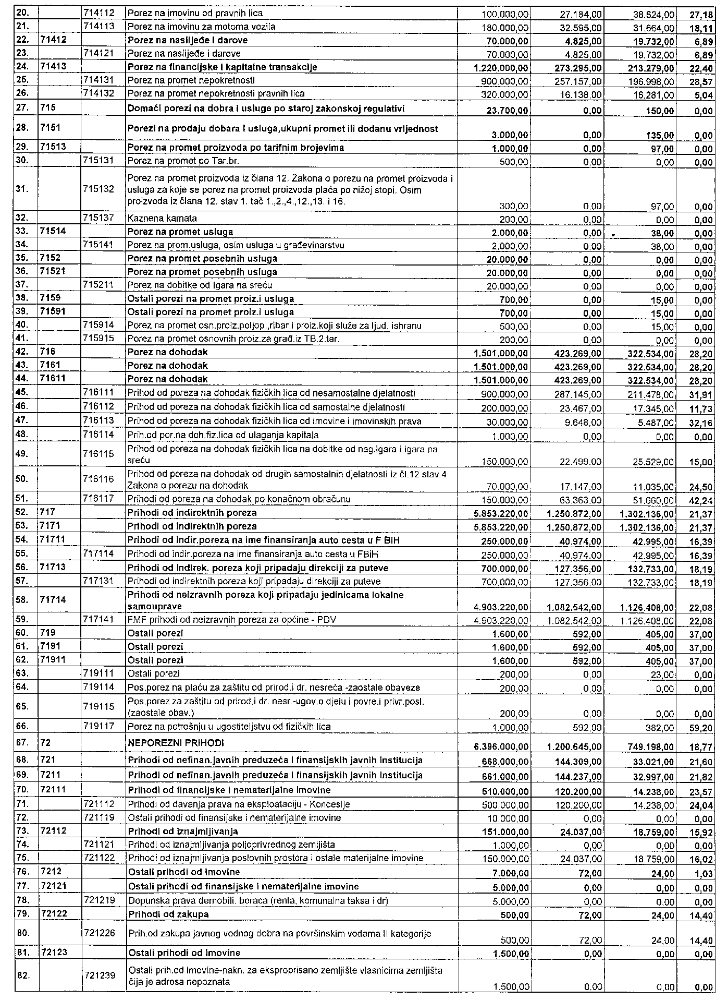 20. 714112 Porez na imovinu od pravnih lica 100.000,00 27.184,00 38.624,00 27,18
21. 714113 Porez na imovinu za motorna vozila 180.000,00 32.595,00 31.664,00 18,11
22. 71412 Porez na naslijeđe i darove 70.000,00 4.825,00 19.732,00 6,89
23. 714121 Porez na naslijeđe i darove 70.000,00 4.825,00 19.732,00 6,89
24. 71413 Porez na financijske i kapitalne transakcije 1.220.000,00 273.295,00 213.279,00 22,40
25. 714131 Porez na promet nepokretnosti 900.000,00 257.157,00 196.998,00 28,57
26. 714132 Porez na promet nepokretnosti pravnih lica 320.000,00 16.138,00 16.281,00 5,04
27. 715 Domaći porezi na dobra i usluge po staroj zakonskoj regulativi 23.700,00 0,00 150,00 0,00
28. 7151 Porezi na prodaju dobara i usluga,ukupni promet ili dodanu vrijednost 3.000,00 0,00 135,00 0,00
29. 71513 Porez na promet proizvoda po tarifnim brojevima 1.000,00 0,00 97,00 0,00
30. 715131 Porez na promet po Tar.br. 500,00 0,00 0,00 0,00
Porez na promet proizvoda iz člana 12. Zakona o porezu na promet proizvoda i
31. 715132 usluga za koje se porez na promet proizvoda plaća po nižoj stopi. Osim
proizvoda iz člana 12. stav 1. tač 1.,2.,4.,12.,13. i 16. 300,00 0,00 97,00 0,00
32. 715137 Kaznena kamata 200,00 0,00 0,00 0,00
33. 71514 Porez na promet usluga 2.000,00 0,00 38,00 0,00
34. 715141 Porez na prom.usluga, osim usluga u građevinarstvu 2.000,00 0,00 38,00 0,00
35. 7152 Porez na promet posebnih usluga 20.000,00 0,00 0,00 0,00
36. 71521 Porez na promet posebnih usluga 20.000,00 0,00 0,00 0,00
37. 715211 Porez na dobitke od igara na sreću 20.000,00 0,00 0,00 0,00
38. 7159 Ostali porezi na promet proiz.i usluga 700,00 0,00 15,00 0,00
39. 71591 Ostali porezi na promet proiz.i usluga 700,00 0,00 15,00 0,00
40. 715914 Porez na promet osn.proiz.poljop.,ribar.i proiz.koji služe za ljud. ishranu 500,00 0,00 15,00 0,00
41. 715915 Porez na promet osnovnih proiz.za građ.iz TB.2.tar. 200,00 0,00 0,00 0,00
42. 716 Porez na dohodak 1.501.000,00 423.269,00 322.534,00 28,20
43. 7161 Porez na dohodak 1.501.000,00 423.269,00 322.534,00 28,20
44. 71611 Porez na dohodak 1.501.000,00 423.269,00 322.534,00 28,20
45. 716111 Prihod od poreza na dohodak fizičkih lica od nesamostalne djelatnosti 900.000,00 287.145,00 211.478,00 31,91
46. 716112 Prihod od poreza na dohodak fizičkih lica od samostalne djelatnosti 200.000,00 23.467,00 17.345,00 11,73
47. 716113 Prihod od poreza na dohodak fizičkih lica od imovine i imovinskih prava 30.000,00 9.648,00 5.487,00 32,16
48. 716114 Prih.od por.na doh.fiz.lica od ulaganja kapitala 1.000,00 0,00 0,00 0,00
49. 716115 Prihod od poreza na dohodak fizičkih lica na dobitke od nag.igara i igara na
sreću 150.000,00 22.499,00 25.529,00 15,00
50. 716116 Prihod od poreza na dohodak od drugih samostalnih djelatnosti iz čl.12 stav 4
Zakona o porezu na dohodak 70.000,00 17.147,00 11.035,00 24,50
51. 716117 Prihodi od poreza na dohodak po konačnom obračunu 150.000,00 63.363,00 51.660,00 42,24
52. 717 Prihodi od indirektnih poreza 5.853.220,00 1.250.872,00 1.302.136,00 21,37
53. 7171 Prihodi od indirektnih poreza 5.853.220,00 1.250.872,00 1.302.136,00 21,37
54. 71711 Prihodi od indir.poreza na ime finansiranja auto cesta u F BiH 250.000,00 40.974,00 42.995,00 16,39
55. 717114 Prihodi od indir.poreza na ime finansiranja auto cesta u FBiH 250.000,00 40.974,00 42.995,00 16,39
56. 71713 Prihodi od indirek. poreza koji pripadaju direkciji za puteve 700.000,00 127.356,00 132.733,00 18,19
57. 717131 Prihodi od indirektnih poreza koji pripadaju direkciji za puteve 700.000,00 127.356,00 132.733,00 18,19
58. 71714 Prihodi od neizravnih poreza koji pripadaju jedinicama lokalne
samouprave 4.903.220,00 1.082.542,00 1.126.408,00 22,08
59. 717141 FMF prihodi od neizravnih poreza za općine - PDV 4.903.220,00 1.082.542,00 1.126.408,00 22,08
60. 719 Ostali porezi 1.600,00 592,00 405,00 37,00
61. 7191 Ostali porezi 1.600,00 592,00 405,00 37,00
62. 71911 Ostali porezi 1.600,00 592,00 405,00 37,00
63. 719111 Ostali porezi 200,00 0,00 23,00 0,00
64. 719114 Pos.porez na plaću za zaštitu od prirod.i dr. nesreća -zaostale obaveze 200,00 0,00 0,00 0,00
65. 719115 Pos.porez za zaštitu od prirod.i dr. nesr.-ugov.o djelu i povre.i privr.posl.
(zaostale obav.) 200,00 0,00 0,00 0,00
66. 719117 Porez na potrošnju u ugostiteljstvu od fizičkih lica 1.000,00 592,00 382,00 59,20
67. 72 NEPOREZNI PRIHODI 6.396.000,00 1.200.645,00 749.198,00 18,77
68. 721 Prihodi od nefinan.javnih preduzeća i finansijskih javnih institucija 668.000,00 144.309,00 33.021,00 21,60
69. 7211 Prihodi od nefinan.javnih preduzeća i finansijskih javnih institucija 661.000,00 144.237,00 32.997,00 21,82
70. 72111 Prihodi od financijske i nematerijalne imovine 510.000,00 120.200,00 14.238,00 23,57
71. 721112 Prihodi od davanja prava na eksploataciju - Koncesije 500.000,00 120.200,00 14.238,00 24,04
72. 721119 Ostali prihodi od finansijske i nematerijalne imovine 10.000,00 0,00 0,00 0,00
73. 72112 Prihodi od iznajmljivanja 151.000,00 24.037,00 18.759,00 15,92
74. 721121 Prihodi od iznajmljivanja poljoprivrednog zemljišta 1.000,00 0,00 0,00 0,00
75. 721122 Prihodi od iznajmljivanja poslovnih prostora i ostale materijalne imovine 150.000,00 24.037,00 18.759,00 16,02
76. 7212 Ostali prihodi od imovine 7.000,00 72,00 24,00 1,03
77. 72121 Ostali prihodi od finansijske i nematerijalne imovine 5.000,00 0,00 0,00 0,00
78. 721219 Dopunska prava demobili. boraca (renta, komunalna taksa i dr) 5.000,00 0,00 0,00 0,00
79. 72122 Prihodi od zakupa 500,00 72,00 24,00 14,40
80. 721226 Prih.od zakupa javnog vodnog dobra na površinskim vodama II kategorije 500,00 72,00 24,00 14,40
81. 72123 Ostali prihodi od imovine 1.500,00 0,00 0,00 0,00
82. 721239 Ostali prih.od imovine-nakn. za eksproprisano zemljište vlasnicima zemljišta
čija je adresa nepoznata 1.500,00 0,00 0,00 0,00